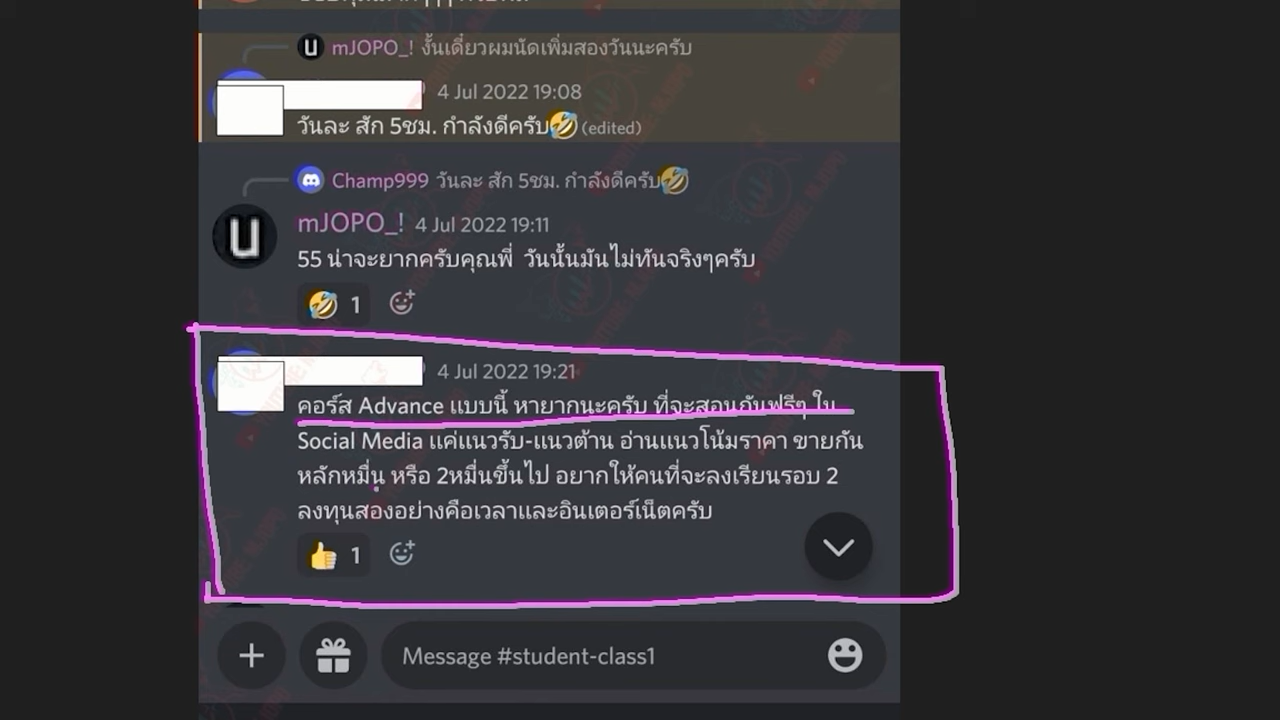 mJOPO_! งั้นเดี๋ยวผมนัดเพิ่มสองวันนะครับ
4 Jul 2022 19:08
วันละ สัก 5ชม. กำลังดีครับ🤣 (edited)
Champ999 วันละ สัก 5ชม. กำลังดีครับ🤣
mJOPO_! 4 Jul 2022 19:11
55 น่าจะยากครับคุณพี่ วันนั้นมันไม่ทันจริงๆครับ
🤣 1
4 Jul 2022 19:21
คอร์ส Advance แบบนี้ หายากนะครับ ที่จะสอนกันฟรีๆ ใน
Social Media แค่แนวรับ-แนวต้าน อ่านแนวโน้มราคา ขายกัน
หลักหมื่น หรือ 2หมื่นขึ้นไป อยากให้คนที่จะลงเรียนรอบ 2
ลงทุนสองอย่างคือเวลาและอินเตอร์เน็ตครับ
👍 1
Message #student-class1